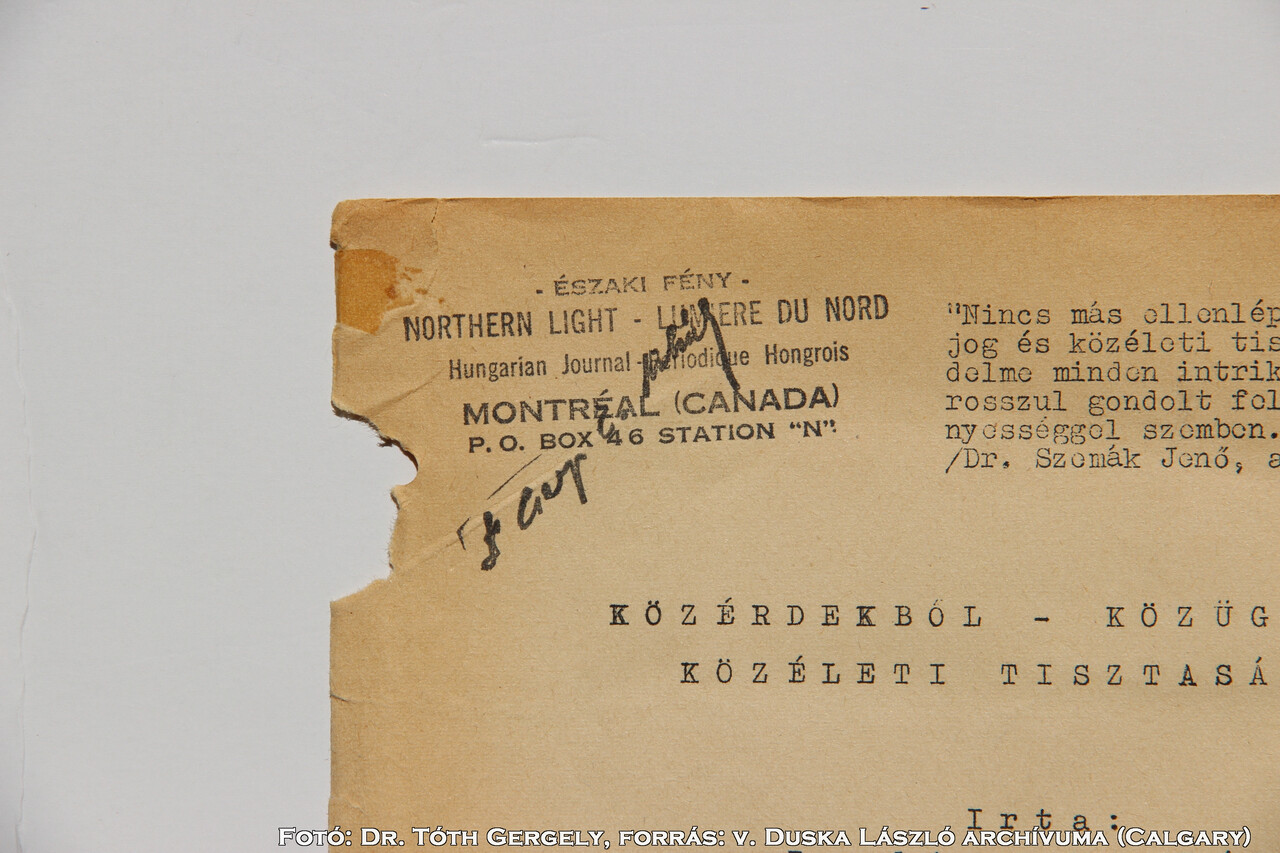 - ÉSZAKI FÉNY -
NORTHERN LIGHT - LUMIERE DU NORD
Hungarian Journal - Periodique Hongrois
MONTRÉAL (CANADA)
P. O. BOX 46 STATION "N".
"Nincs más ellenlép
jog és közéleti tis
delme minden intrik
rosszul gondolt fel
nyességgel szemben.
/Dr. Szemák Jenő, a
KÖZÉRDEKBŐL - KÖZÜG
KÖZÉLETI TISZTASÁ
Irta:
Fotó: Dr. Tóth Gergely, forrás: v. Duska László archívuma (Calgary)